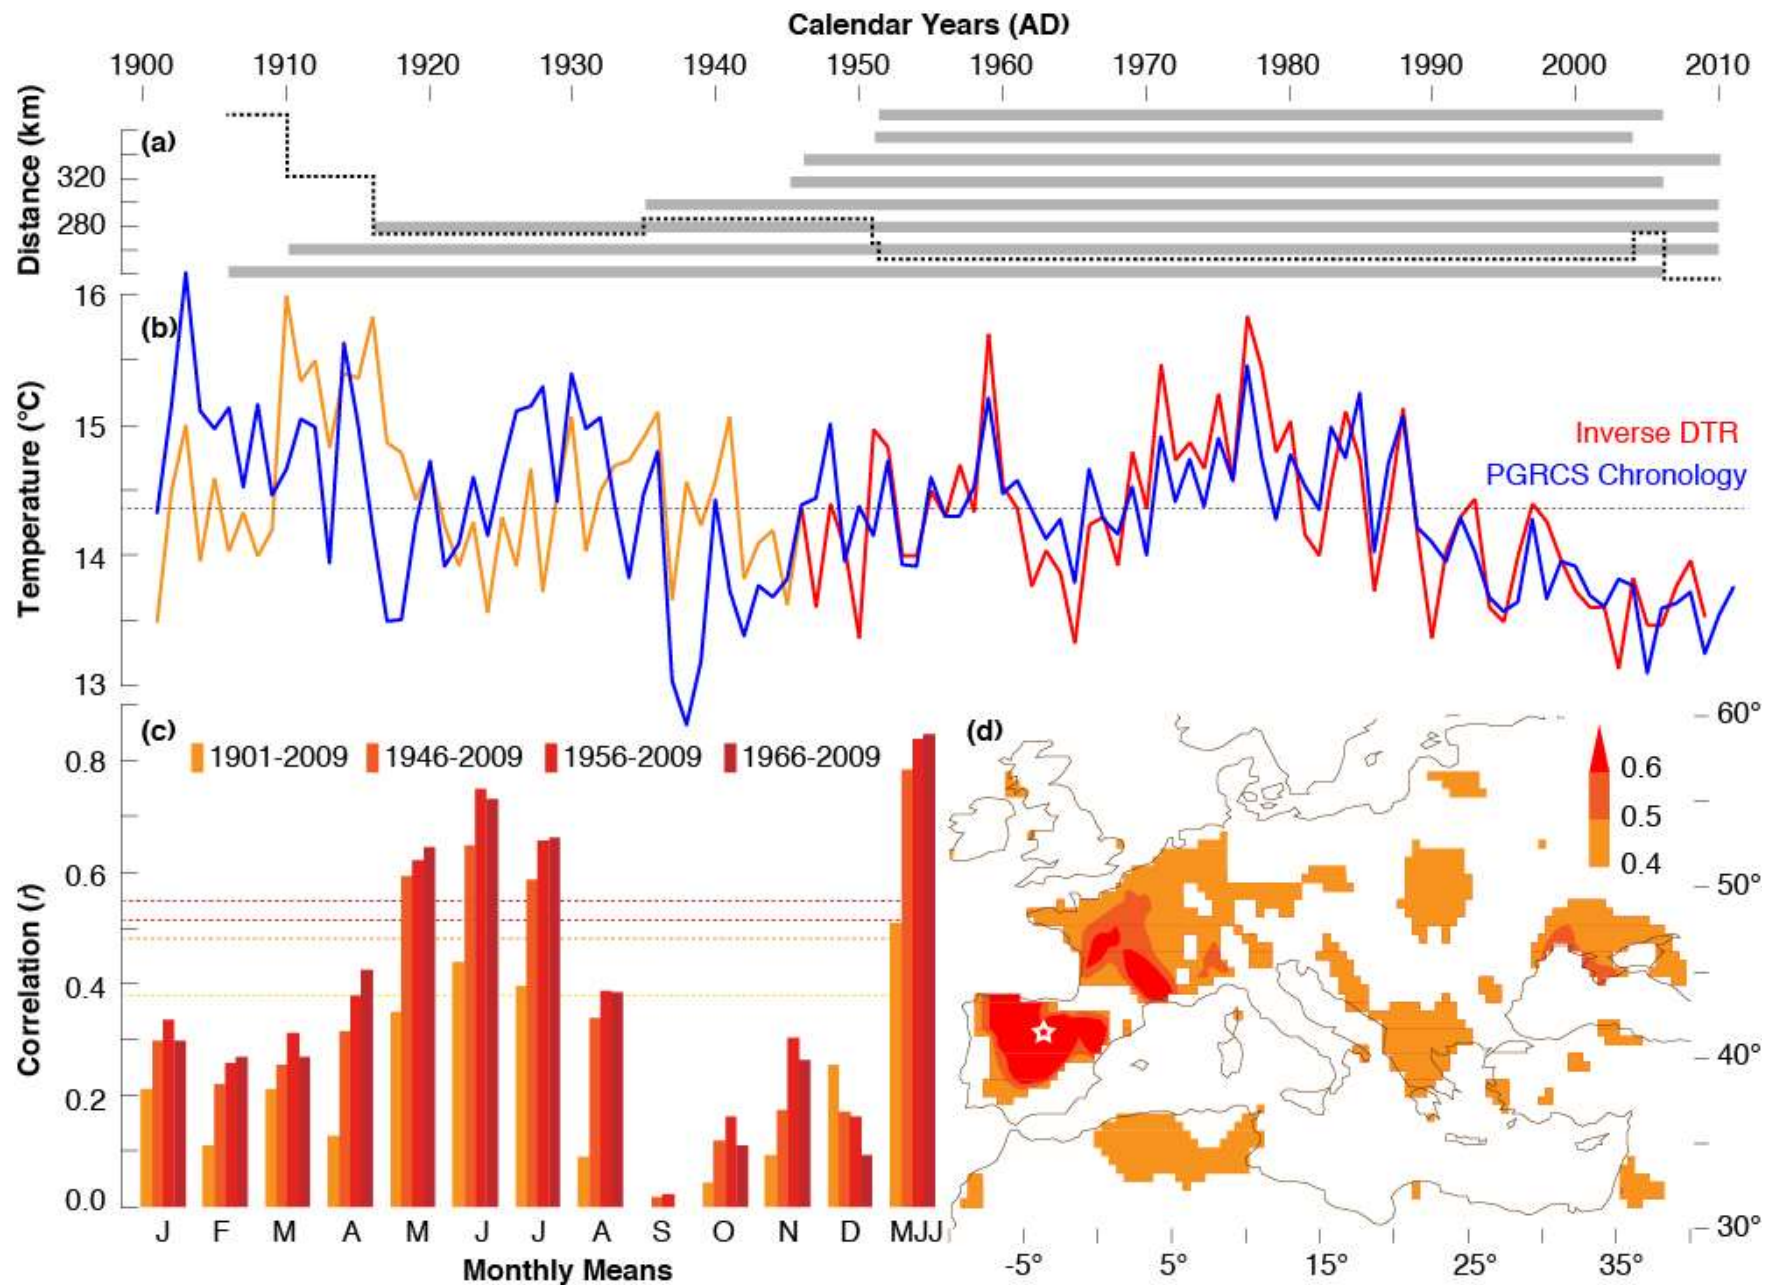 Calendar Years (AD)
1900 1910 1920 1930 1940 1950 1960 1970 1980 1990 2000 2010
Distance (km)
(a)
320
280
Temperature (°C)
16
(b)
15
14
13
Inverse DTR
PGRCS Chronology
Correlation (r)
(c)
1901-2009 1946-2009 1956-2009 1966-2009
0.8
0.6
0.4
0.2
0.0
J F M A M J J A S O N D MJJ
Monthly Means
(d)
0.6
0.5
0.4
60°
50°
40°
30°
-5° 5° 15° 25° 35°